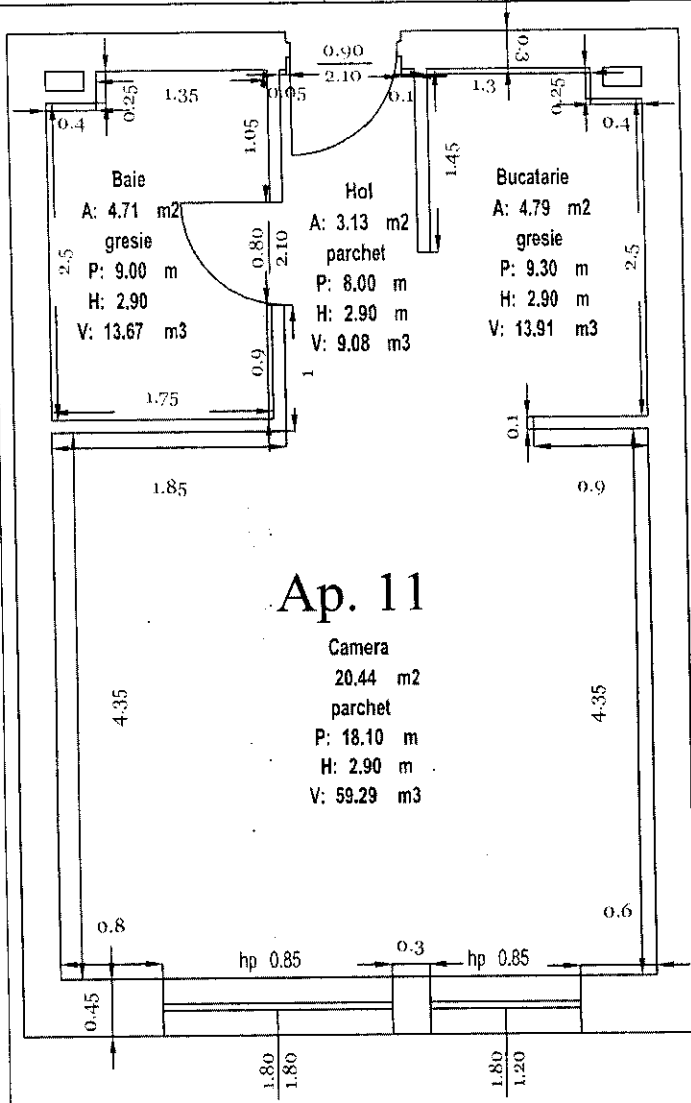 0.90
2.10
0.3
0.25
1.35
0.05
0.1
1.3
0.25
0.4
0.4
1.05
1.45
Baie
A: 4.71 m2
gresie
P: 9.00 m
H: 2.90
V: 13.67 m3
2.5
0.80
2.10
Hol
A: 3.13 m2
parchet
P: 8.00 m
H: 2.90 m
V: 9.08 m3
Bucatarie
A: 4.79 m2
gresie
P: 9.30 m
H: 2.90 m
V: 13.91 m3
2.5
0.9
1
1.75
0.1
1.85
0.9
Ap. 11
Camera
20.44 m2
parchet
P: 18.10 m
H: 2.90 m
V: 59.29 m3
4.35
4.35
0.8
0.6
hp 0.85
0.3
hp 0.85
0.45
1.80
1.80
1.80
1.20